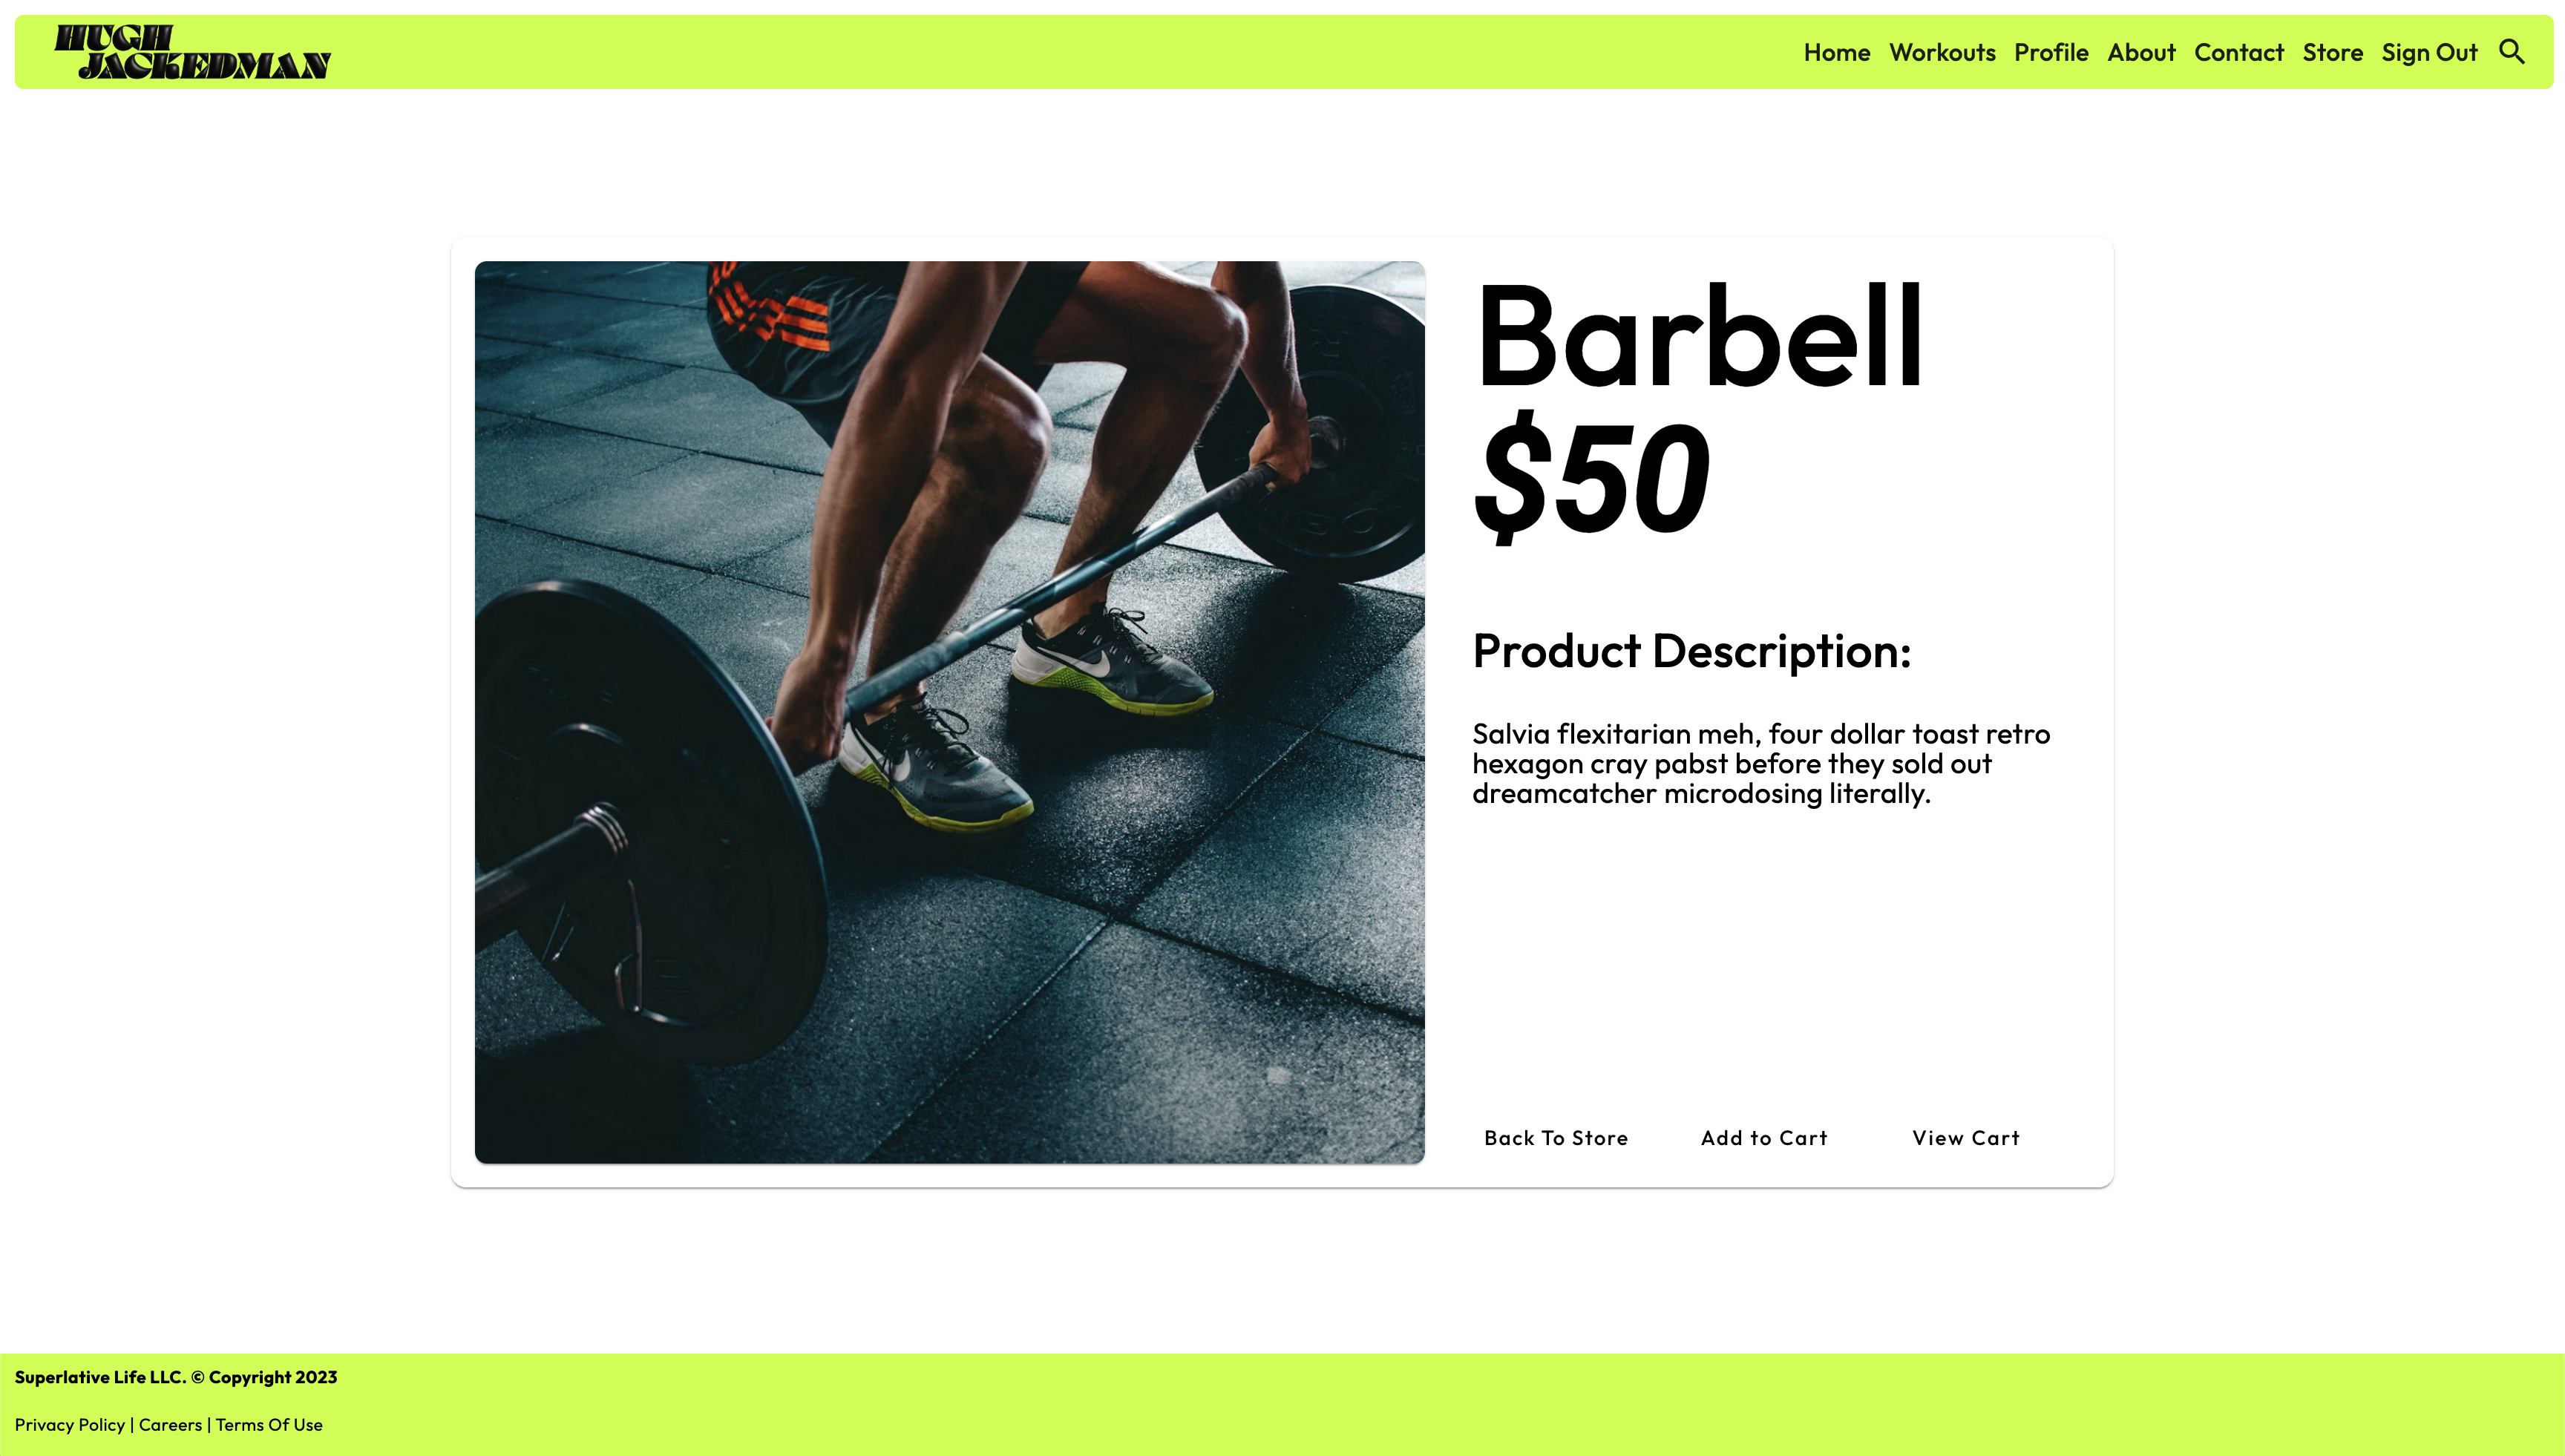 HUGH
JACKEDMAN
Home Workouts Profile About Contact Store Sign Out
Barbell
$50
Product Description:
Salvia flexitarian meh, four dollar toast retro
hexagon cray pabst before they sold out
dreamcatcher microdosing literally.
Back To Store Add to Cart View Cart
Superlative Life LLC. © Copyright 2023
Privacy Policy | Careers | Terms Of Use